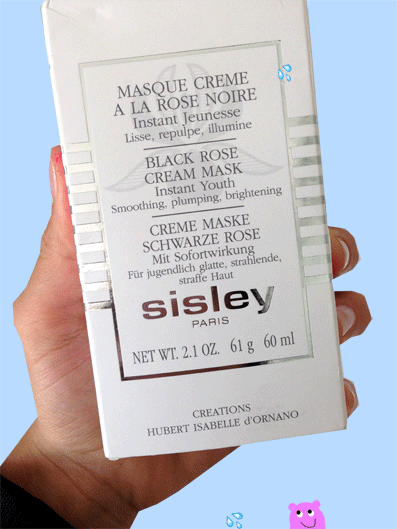 MASQUE CREME
A LA ROSE NOIRE
Instant Jeunesse
Lisse, repulpe, illumine
BLACK ROSE
CREAM MASK
Instant Youth
Smoothing, plumping, brightening
CREME MASKE
SCHWARZE ROSE
Mit Sofortwirkung
Für jugendlich glatte, strahlende,
straffe Haut
sisley
PARIS
NET WT. 2.1 OZ. 61 g 60 ml
CREATIONS
HUBERT ISABELLE d'ORNANO